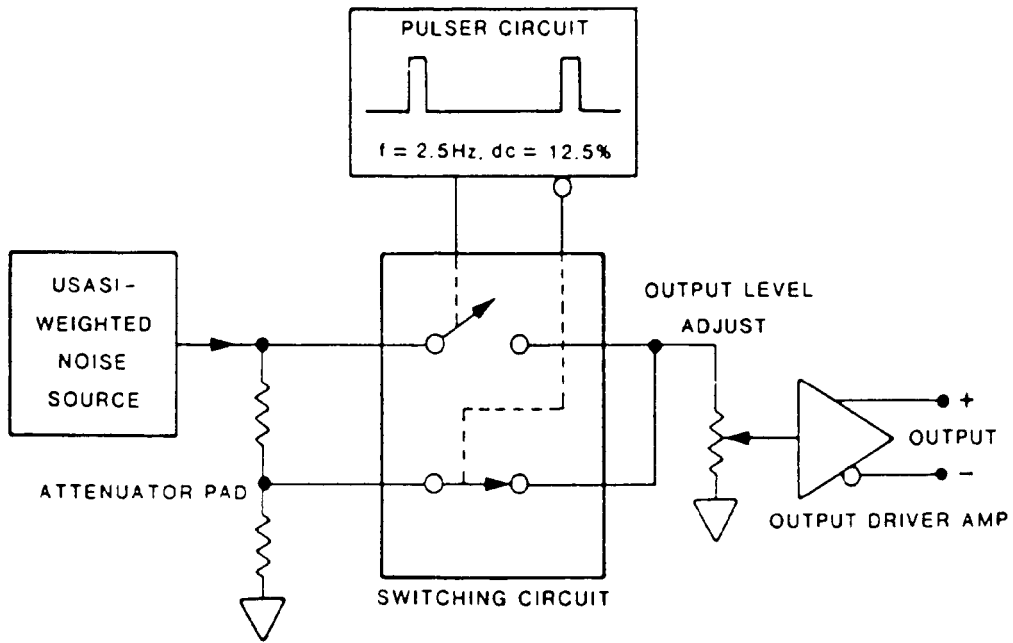 PULSER CIRCUIT
f = 2.5Hz, dc = 12.5%
USASI-
WEIGHTED
NOISE
SOURCE
OUTPUT LEVEL
ADJUST
+
OUTPUT
-
ATTENUATOR PAD
OUTPUT DRIVER AMP
SWITCHING CIRCUIT